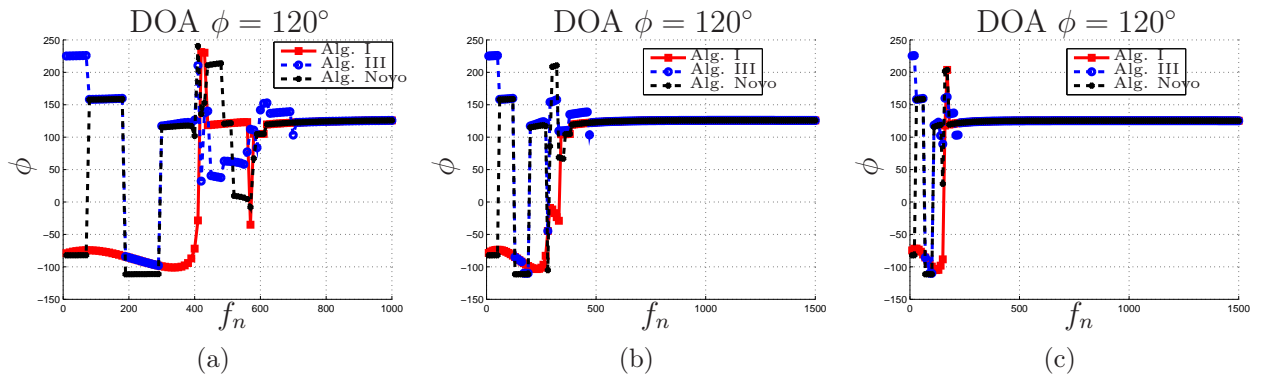 DOA ϕ = 120°
250
200
150
100
50
0
−50
−100
−150
ϕ
0
200
400
600
800
1000
f_n
Alg. I
Alg. III
Alg. Novo
(a)
DOA ϕ = 120°
250
200
150
100
50
0
−50
−100
−150
ϕ
0
500
1000
1500
f_n
Alg. I
Alg. III
Alg. Novo
(b)
DOA ϕ = 120°
250
200
150
100
50
0
−50
−100
−150
ϕ
0
500
1000
1500
f_n
Alg. I
Alg. III
Alg. Novo
(c)